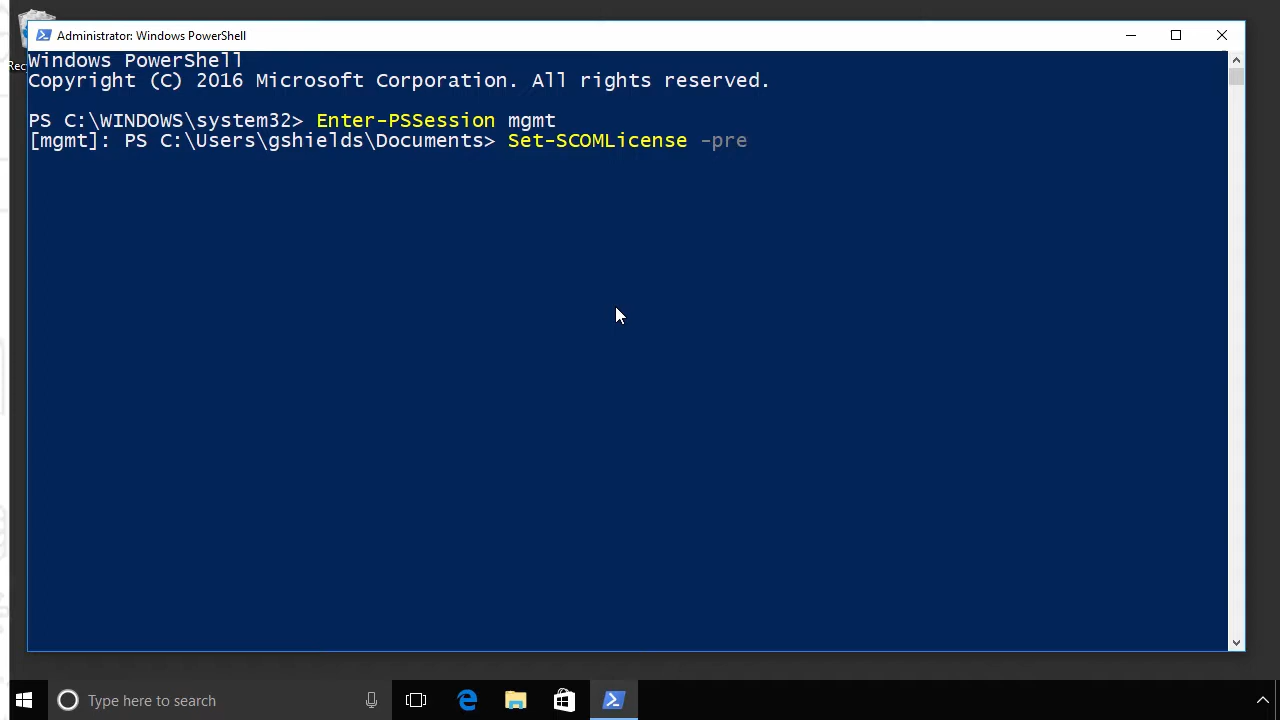 Rec
Administrator: Windows PowerShell
Windows PowerShell
Copyright (C) 2016 Microsoft Corporation. All rights reserved.
PS C:\WINDOWS\system32> Enter-PSSession mgmt
[mgmt]: PS C:\Users\gshields\Documents> Set-SCOMLicense -pre
Type here to search